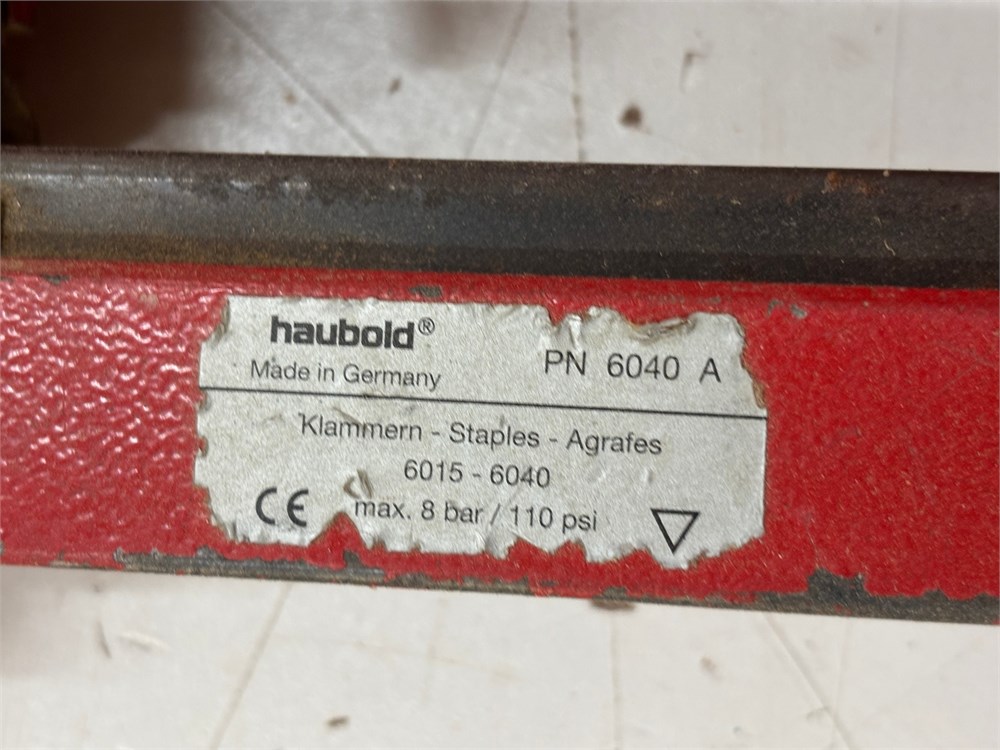 haubold®
PN 6040 A
Made in Germany
Klammern - Staples - Agrafes
6015 - 6040
CE max. 8 bar / 110 psi